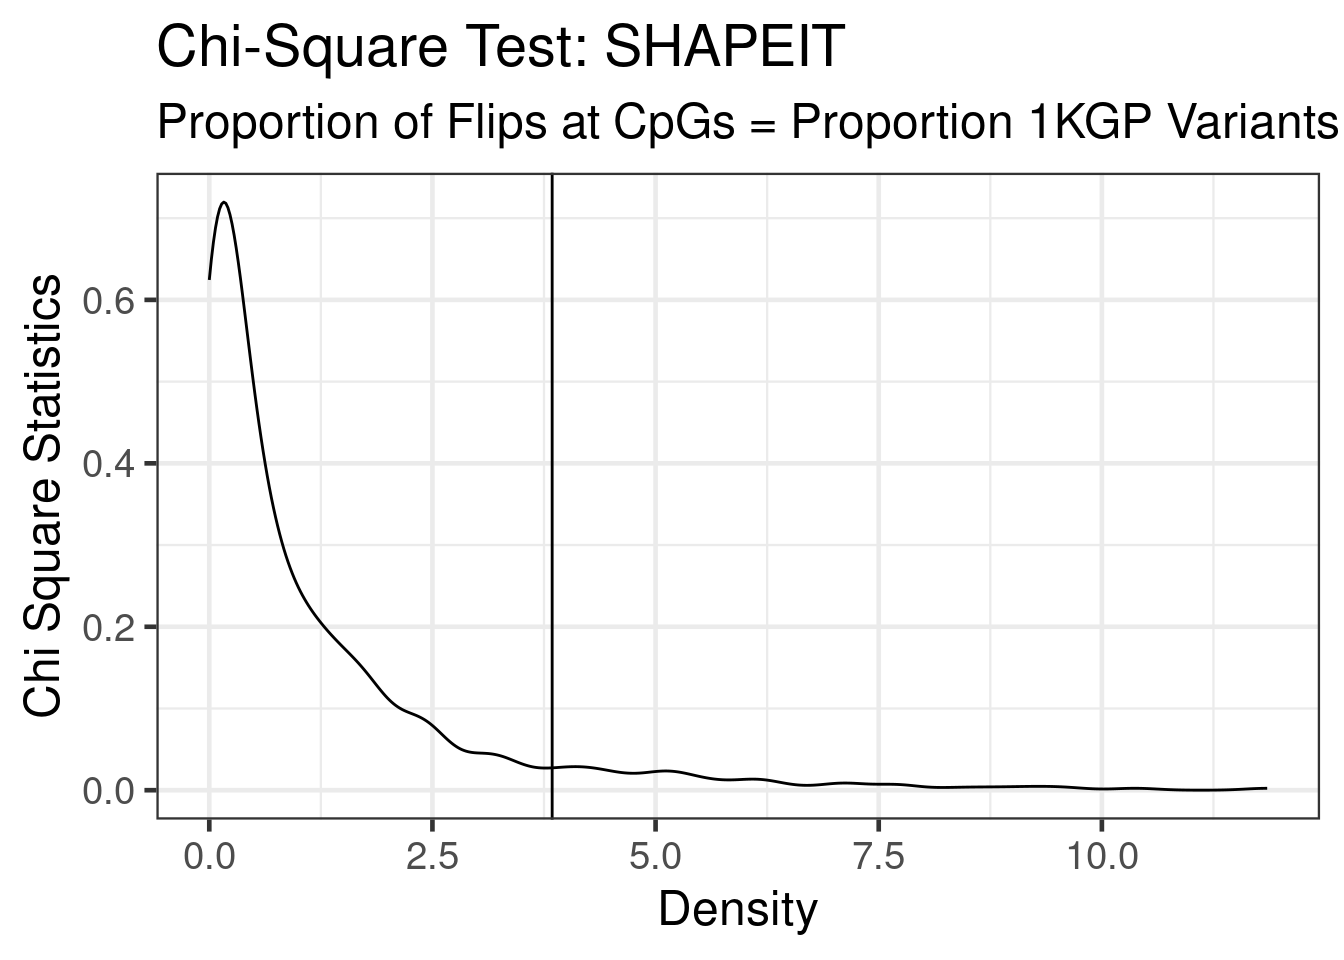 Chi-Square Test: SHAPEIT
Proportion of Flips at CpGs = Proportion 1KGP Variants
Chi Square Statistics
0.6
0.4
0.2
0.0
0.0 2.5 5.0 7.5 10.0
Density